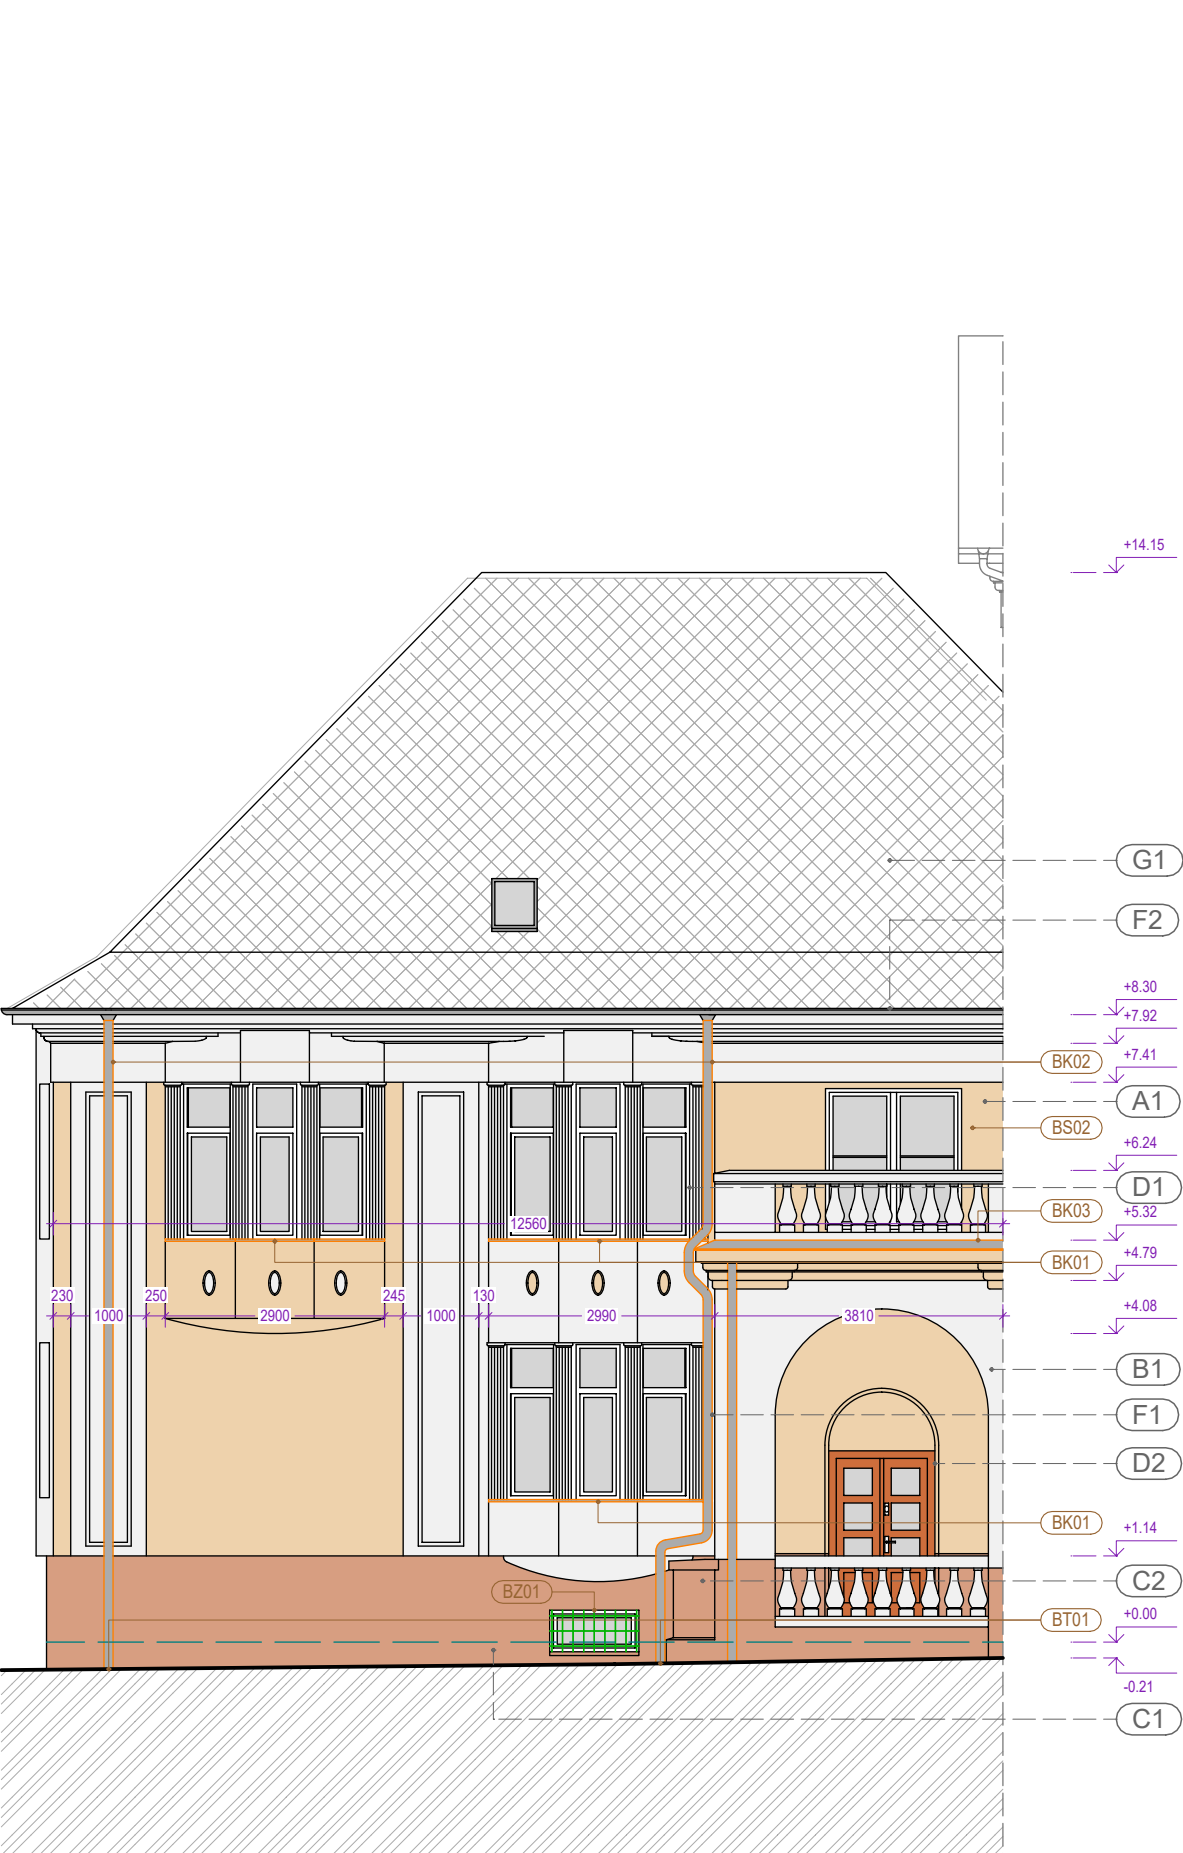 +14.15
G1
F2
+8.30
+7.92
+7.41
BK02
A1
BS02
+6.24
D1
BK03
12560
+5.32
BK01
+4.79
230 1000 250 2900 245 1000 130 2990 3810
+4.08
B1
F1
D2
BK01
+1.14
C2
BZ01
BT01
+0.00
-0.21
C1